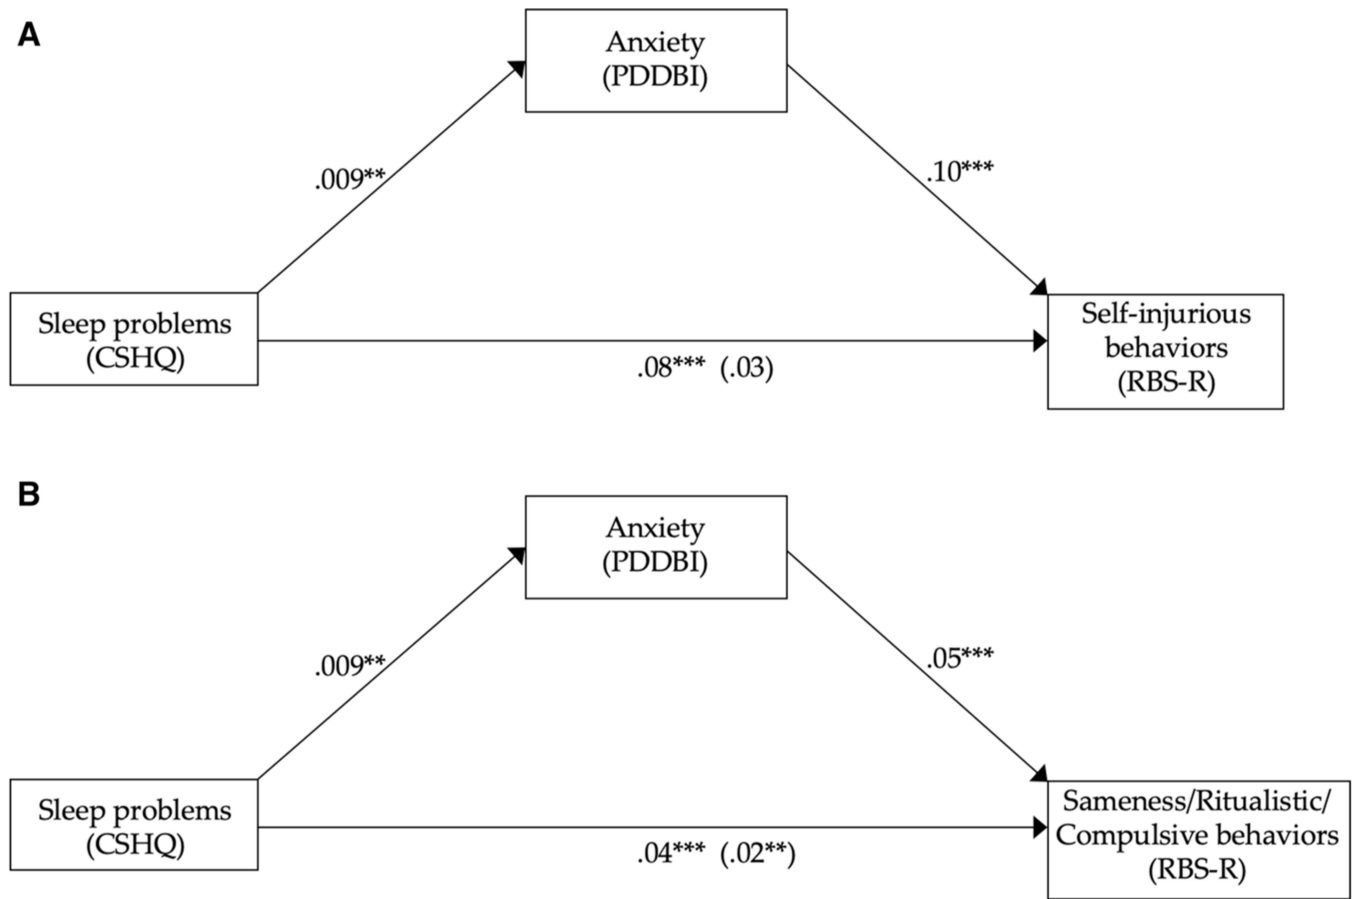 A
Anxiety
(PDDBI)
.009**
.10***
Sleep problems
(CSHQ)
.08*** (.03)
Self-injurious
behaviors
(RBS-R)
B
Anxiety
(PDDBI)
.009**
.05***
Sleep problems
(CSHQ)
.04*** (.02**)
Sameness/Ritualistic/
Compulsive behaviors
(RBS-R)